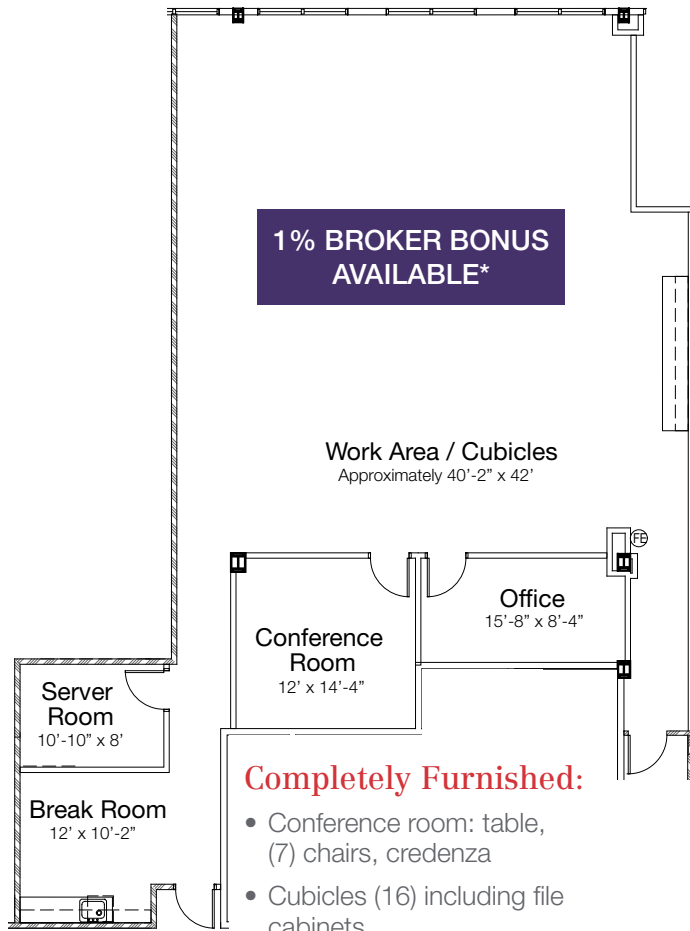 1% BROKER BONUS
AVAILABLE*
Work Area / Cubicles
Approximately 40’-2” x 42’
FE
Office
15’-8” x 8’-4”
Conference
Room
12’ x 14’-4”
Server
Room
10’-10” x 8’
Break Room
12’ x 10’-2”
Completely Furnished:
• Conference room: table,
(7) chairs, credenza
• Cubicles (16) including file
cabinets